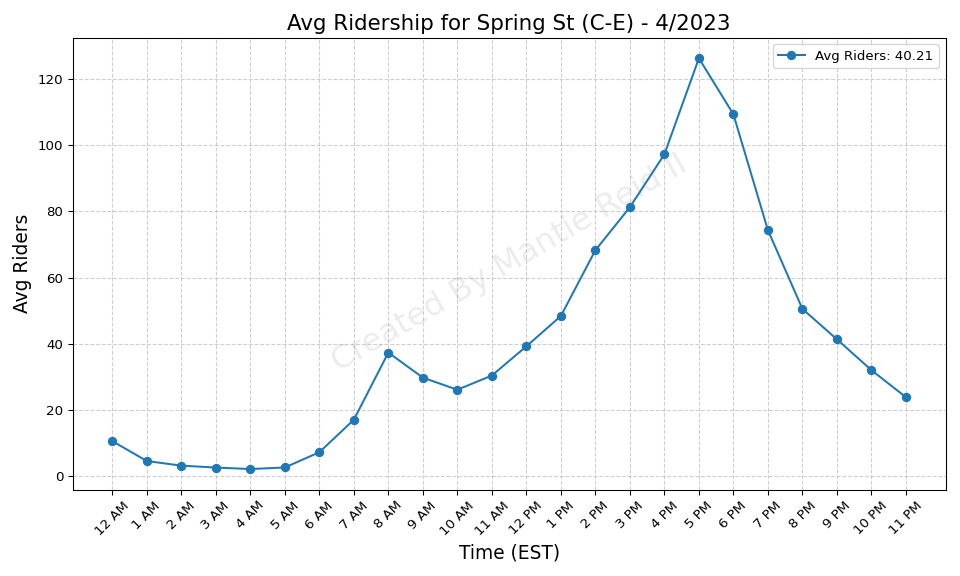 Avg Ridership for Spring St (C-E) - 4/2023
Avg Riders: 40.21
Avg Riders
120
100
80
60
40
20
0
Created By Mantle Reid II
12 AM
1 AM
2 AM
3 AM
4 AM
5 AM
6 AM
7 AM
8 AM
9 AM
10 AM
11 AM
12 PM
1 PM
2 PM
3 PM
4 PM
5 PM
6 PM
7 PM
8 PM
9 PM
10 PM
11 PM
Time (EST)